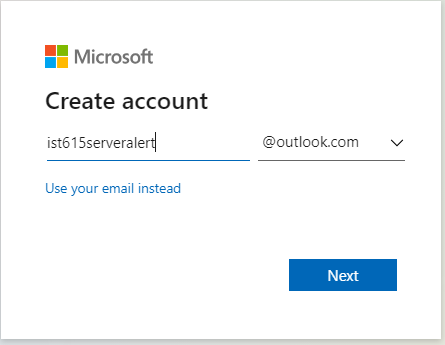 Microsoft
Create account
ist615serveralert @outlook.com
Use your email instead
Next